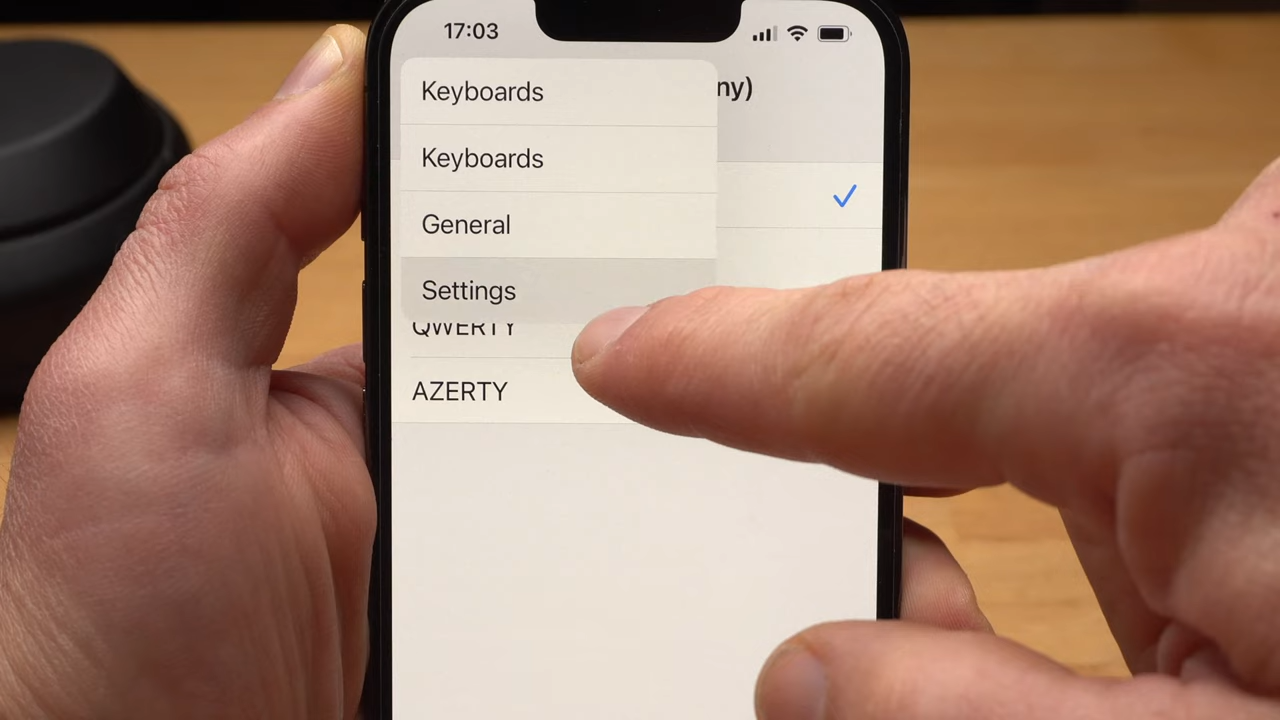 17:03
Keyboards
ny)
Keyboards
General
Settings
QWERTY
AZERTY